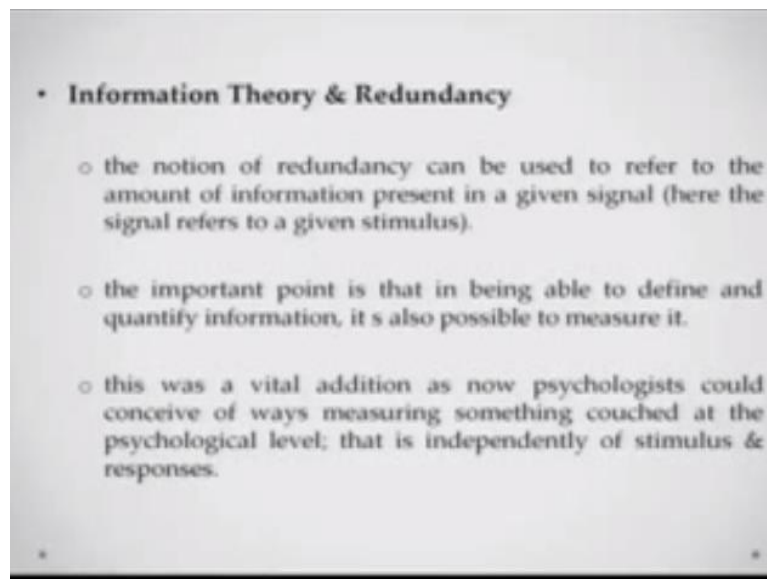 • Information Theory & Redundancy
○ the notion of redundancy can be used to refer to the
amount of information present in a given signal (here the
signal refers to a given stimulus).
○ the important point is that in being able to define and
quantify information, it s also possible to measure it.
○ this was a vital addition as now psychologists could
conceive of ways measuring something couched at the
psychological level; that is independently of stimulus &
responses.